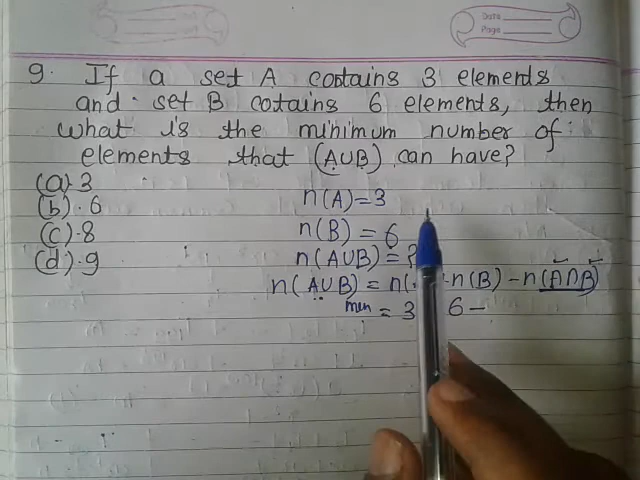 Date
Page
9. If a set A contains 3 elements
and set B cotains 6 elements, then
what is the minimum number of
elements that (A∪B) can have?
(a) 3
(b) 6
(c) 8
(d) 9
n(A) = 3
n(B) = 6
n(A∪B) = ?
n(A∪B) = n( -n(B) - n(A∩B)
min = 3 6 -